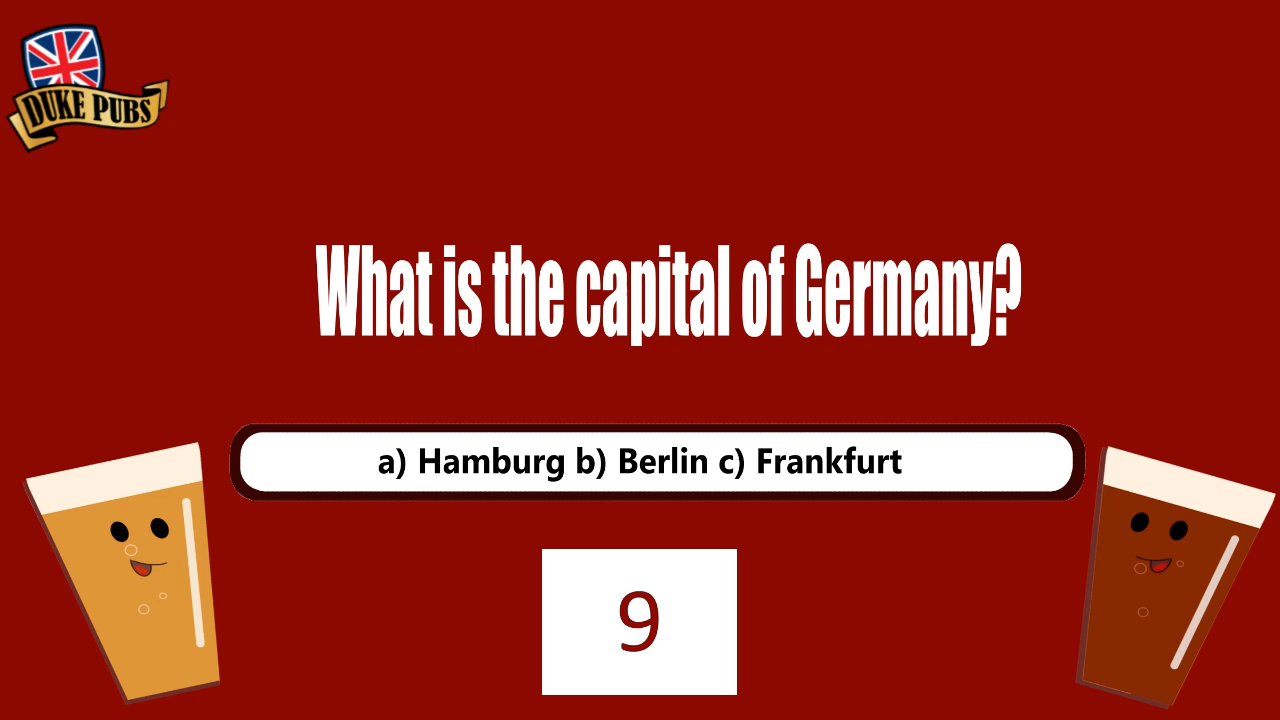 DUKE PUBS
What is the capital of Germany?
a) Hamburg b) Berlin c) Frankfurt
9